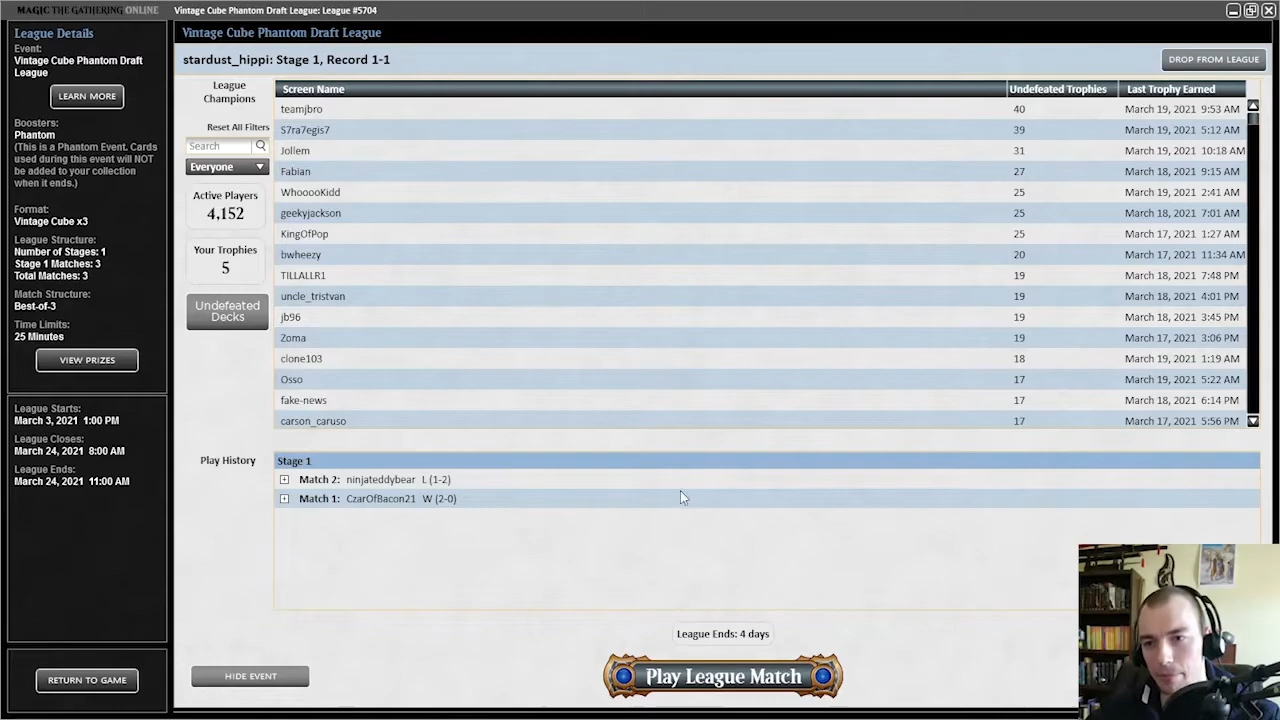 MAGIC THE GATHERING ONLINE
Vintage Cube Phantom Draft League: League #5704
League Details
Event:
Vintage Cube Phantom Draft
League
LEARN MORE
Boosters:
Phantom
(This is a Phantom Event. Cards
used during this event will NOT
be added to your collection
when it ends.)
Format:
Vintage Cube x3
League Structure:
Number of Stages: 1
Stage 1 Matches: 3
Total Matches: 3
Match Structure:
Best-of-3
Time Limits:
25 Minutes
VIEW PRIZES
League Starts:
March 3, 2021 1:00 PM
League Closes:
March 24, 2021 8:00 AM
League Ends:
March 24, 2021 11:00 AM
RETURN TO GAME
Vintage Cube Phantom Draft League
stardust_hippi: Stage 1, Record 1-1
DROP FROM LEAGUE
League
Champions
Reset All Filters
Search
Everyone
Active Players
4,152
Your Trophies
5
Undefeated
Decks
Screen Name Undefeated Trophies Last Trophy Earned
teamjbro 40 March 19, 2021 9:53 AM
S7ra7egis7 39 March 19, 2021 5:12 AM
Jollem 31 March 19, 2021 10:18 AM
Fabian 27 March 18, 2021 9:15 AM
WhooooKidd 25 March 19, 2021 2:41 AM
geekyjackson 25 March 18, 2021 7:01 AM
KingOfPop 25 March 17, 2021 1:27 AM
bwheezy 20 March 17, 2021 11:34 AM
TILLALLR1 19 March 18, 2021 7:48 PM
uncle_tristvan 19 March 18, 2021 4:01 PM
jb96 19 March 18, 2021 3:45 PM
Zoma 19 March 17, 2021 3:06 PM
clone103 18 March 19, 2021 1:19 AM
Osso 17 March 19, 2021 5:22 AM
fake-news 17 March 18, 2021 6:14 PM
carson_caruso 17 March 17, 2021 5:56 PM
Play History
Stage 1
Match 2: ninjateddybear L (1-2)
Match 1: CzarOfBacon21 W (2-0)
League Ends: 4 days
HIDE EVENT
Play League Match